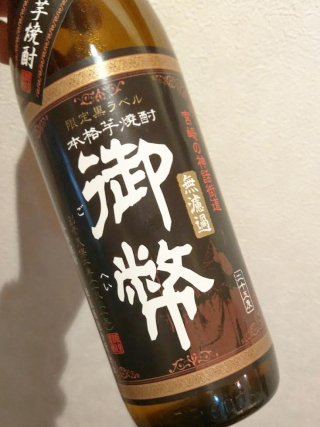 芋焼酎
限定黒ラベル
本格芋焼酎
宮崎の神話街道
御幣
ごへい
無濾過
二十五度